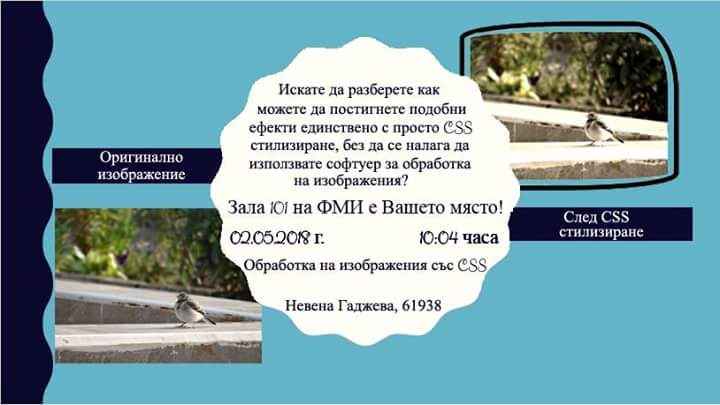 Искате да разберете как
можете да постигнете подобни
ефекти единствено с просто CSS
стилизиране, без да се налага да
използвате софтуер за обработка
на изображения?
Зала 101 на ФМИ е Вашето място!
02.05.2018 г. 10:04 часа
Обработка на изображения със CSS
Невена Гаджева, 61938
Оригинално
изображение
След CSS
стилизиране